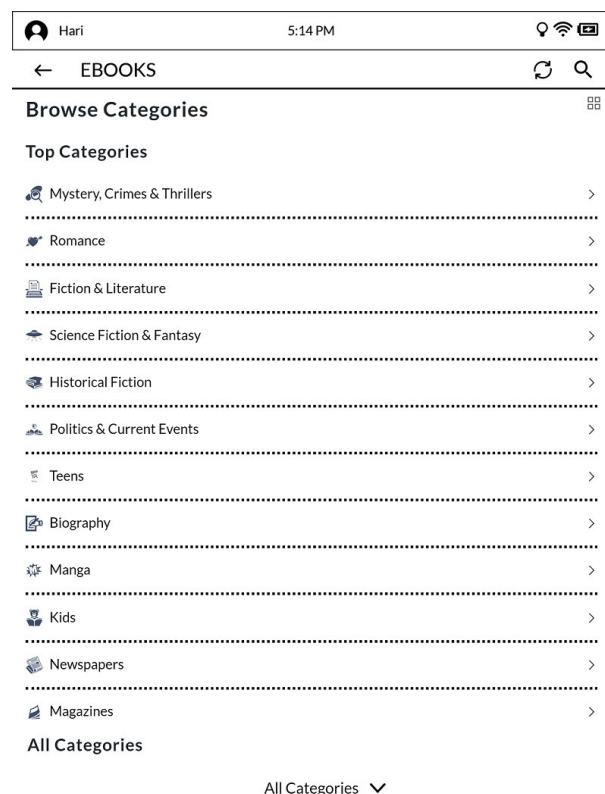 Hari
5:14 PM
EBOOKS
Browse Categories
Top Categories
Mystery, Crimes & Thrillers
Romance
Fiction & Literature
Science Fiction & Fantasy
Historical Fiction
Politics & Current Events
Teens
Biography
Manga
Kids
Newspapers
Magazines
All Categories
All Categories